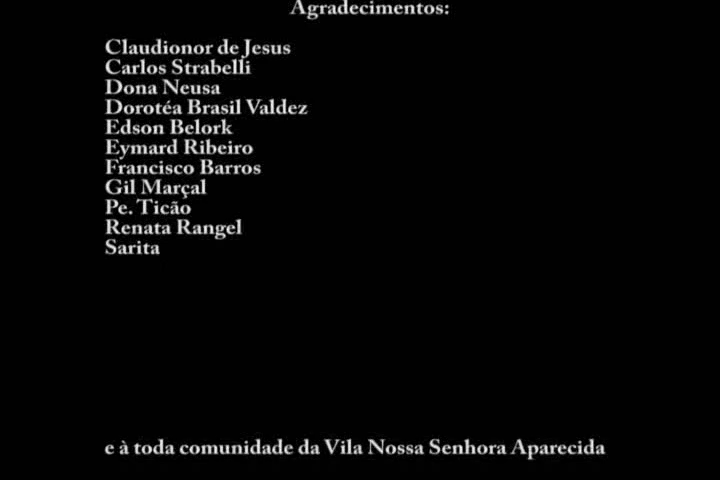 Agradecimentos:
Claudionor de Jesus
Carlos Strabelli
Dona Neusa
Dorotéa Brasil Valdez
Edson Belork
Eymard Ribeiro
Francisco Barros
Gil Marçal
Pe. Ticão
Renata Rangel
Sarita
e à toda comunidade da Vila Nossa Senhora Aparecida